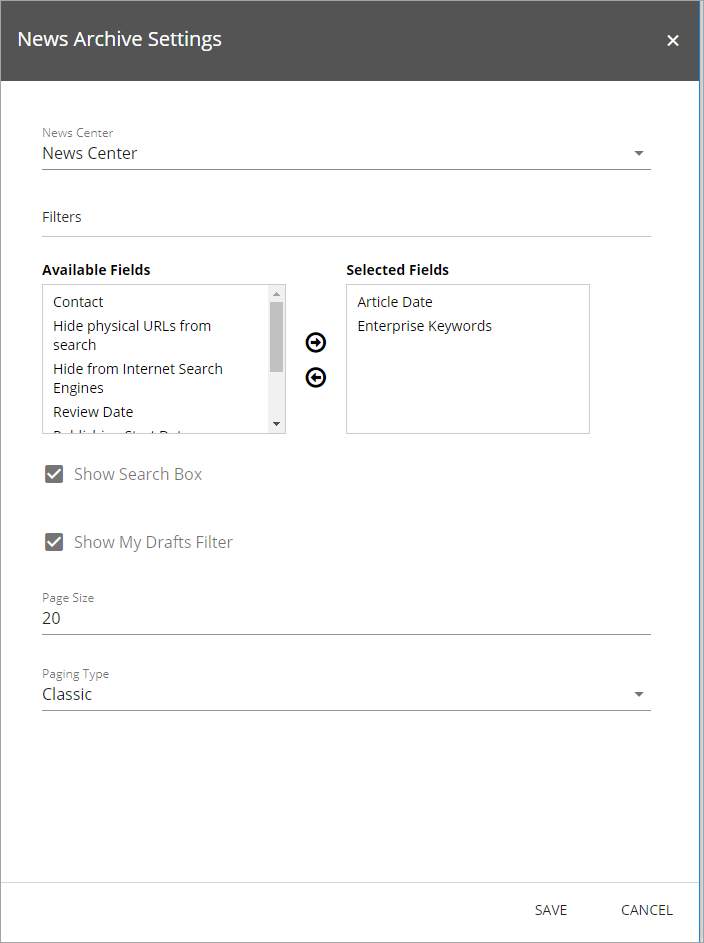 News Archive Settings
News Center
News Center
Filters
Available Fields
Contact
Hide physical URLs from
search
Hide from Internet Search
Engines
Review Date
Selected Fields
Article Date
Enterprise Keywords
Show Search Box
Show My Drafts Filter
Page Size
20
Paging Type
Classic
SAVE
CANCEL